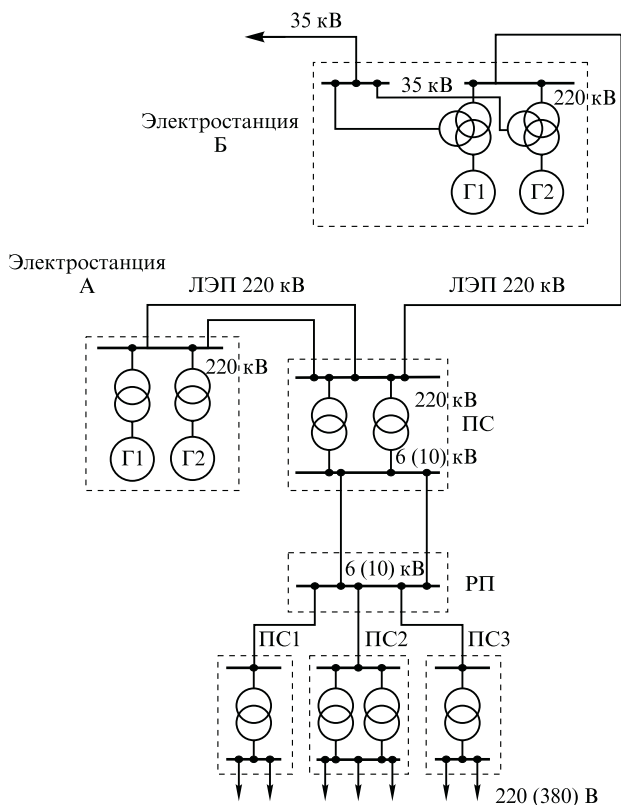 35 кВ
35 кВ
220 кВ
Электростанция
Б
Г1
Г2
Электростанция
А
ЛЭП 220 кВ
ЛЭП 220 кВ
220 кВ
220 кВ
ПС
Г1
Г2
6 (10) кВ
6 (10) кВ
РП
ПС1
ПС2
ПС3
220 (380) В